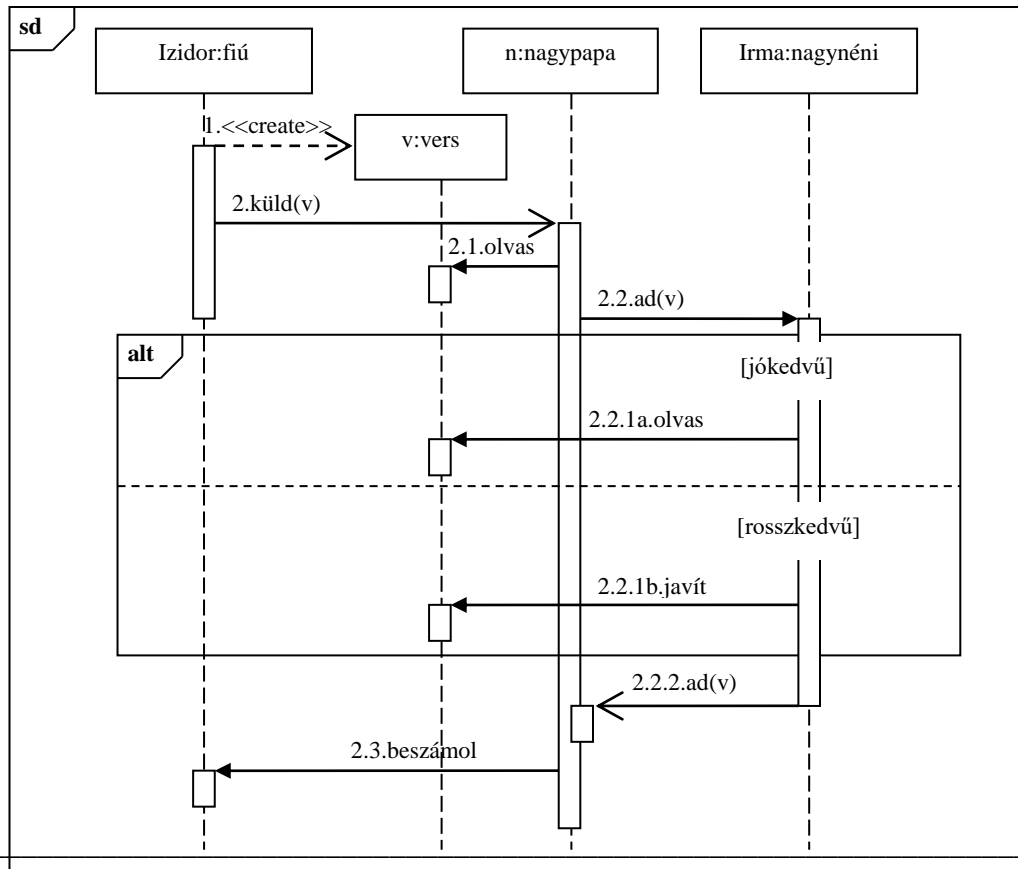 sd
Izidor:fiú
n:nagypapa
Irma:nagynéni
1.<<create>>
v:vers
2.küld(v)
2.1.olvas
2.2.ad(v)
alt
[jókedvű]
2.2.1a.olvas
[rosszkedvű]
2.2.1b.javít
2.2.2.ad(v)
2.3.beszámol